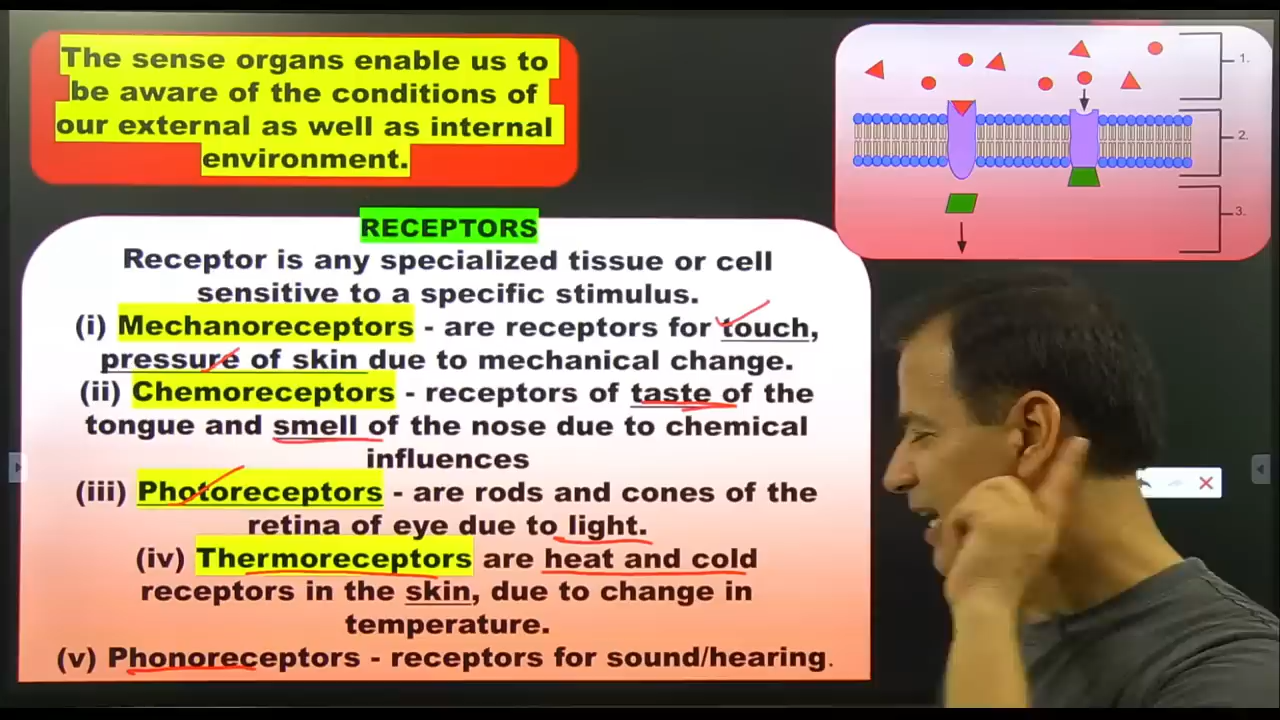 The sense organs enable us to
be aware of the conditions of
our external as well as internal
environment.
1.
2.
3.
RECEPTORS
Receptor is any specialized tissue or cell
sensitive to a specific stimulus.
(i) Mechanoreceptors - are receptors for touch,
pressure of skin due to mechanical change.
(ii) Chemoreceptors - receptors of taste of the
tongue and smell of the nose due to chemical
influences
(iii) Photoreceptors - are rods and cones of the
retina of eye due to light.
(iv) Thermoreceptors are heat and cold
receptors in the skin, due to change in
temperature.
(v) Phonoreceptors - receptors for sound/hearing.